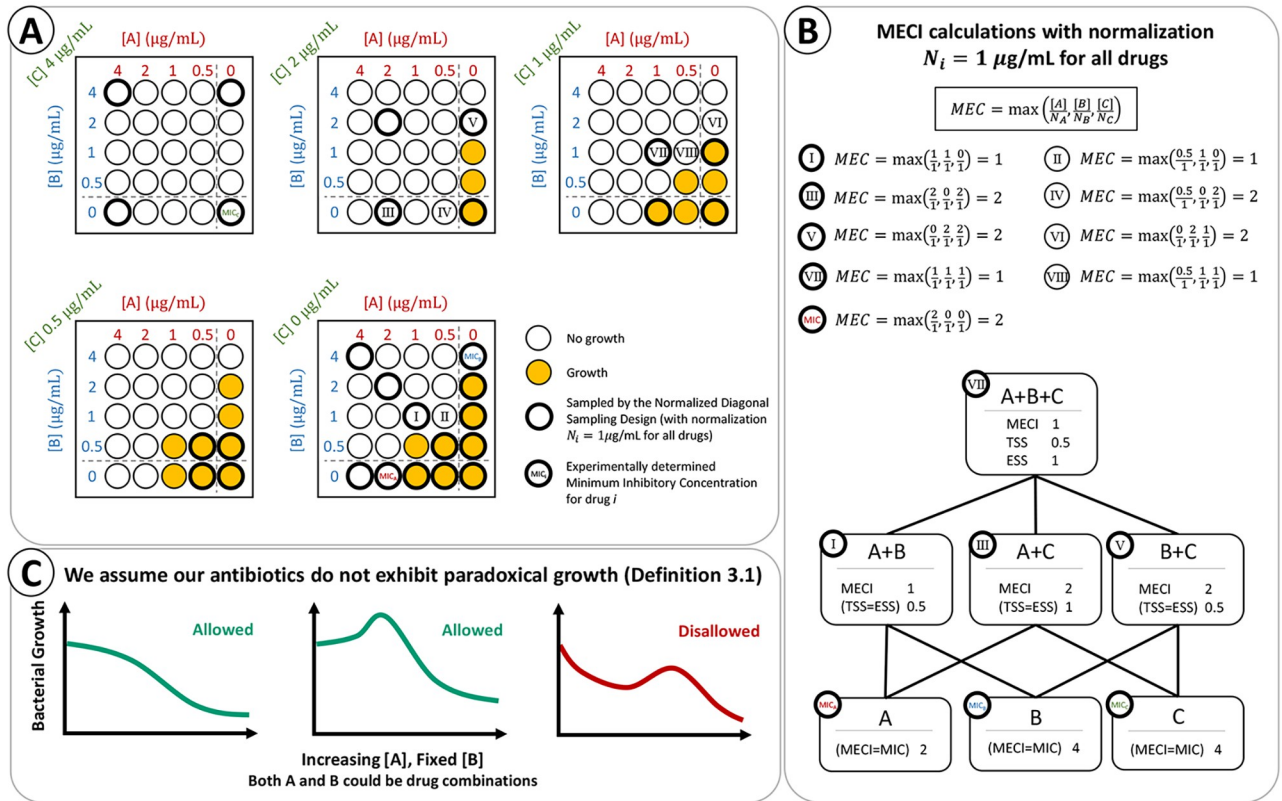 A
[C] 4 μg/mL
[A] (μg/mL)
4 2 1 0.5 0
[B] (μg/mL)
4
2
1
0.5
0
MIC_C
[C] 2 μg/mL
[A] (μg/mL)
4 2 1 0.5 0
[B] (μg/mL)
4
2 V
1
0.5
0 III IV
[C] 1 μg/mL
[A] (μg/mL)
4 2 1 0.5 0
[B] (μg/mL)
4
2 VI
1 VII VIII
0.5
0
[C] 0.5 μg/mL
[A] (μg/mL)
4 2 1 0.5 0
[B] (μg/mL)
4
2
1
0.5
0
[C] 0 μg/mL
[A] (μg/mL)
4 2 1 0.5 0
[B] (μg/mL)
4 MIC_B
2
1 I II
0.5
0 MIC_A
No growth
Growth
Sampled by the Normalized Diagonal
Sampling Design (with normalization
N_i = 1μg/mL for all drugs)
Experimentally determined
Minimum Inhibitory Concentration
for drug i
B
MECI calculations with normalization
N_i = 1 μg/mL for all drugs
MEC = max([A]/N_A, [B]/N_B, [C]/N_C)
I MEC = max(1/1, 1/1, 0/1) = 1
II MEC = max(0.5/1, 1/1, 0/1) = 1
III MEC = max(2/1, 0/1, 2/1) = 2
IV MEC = max(0.5/1, 0/1, 2/1) = 2
V MEC = max(0/1, 2/1, 2/1) = 2
VI MEC = max(0/1, 2/1, 1/1) = 2
VII MEC = max(1/1, 1/1, 1/1) = 1
VIII MEC = max(0.5/1, 1/1, 1/1) = 1
MIC MEC = max(2/1, 0/1, 0/1) = 2
VII
A+B+C
MECI 1
TSS 0.5
ESS 1
I
A+B
MECI 1
(TSS=ESS) 0.5
III
A+C
MECI 2
(TSS=ESS) 1
V
B+C
MECI 2
(TSS=ESS) 0.5
MIC_A
A
(MECI=MIC) 2
MIC_B
B
(MECI=MIC) 4
MIC_C
C
(MECI=MIC) 4
C
We assume our antibiotics do not exhibit paradoxical growth (Definition 3.1)
Bacterial Growth
Allowed
Allowed
Disallowed
Increasing [A], Fixed [B]
Both A and B could be drug combinations